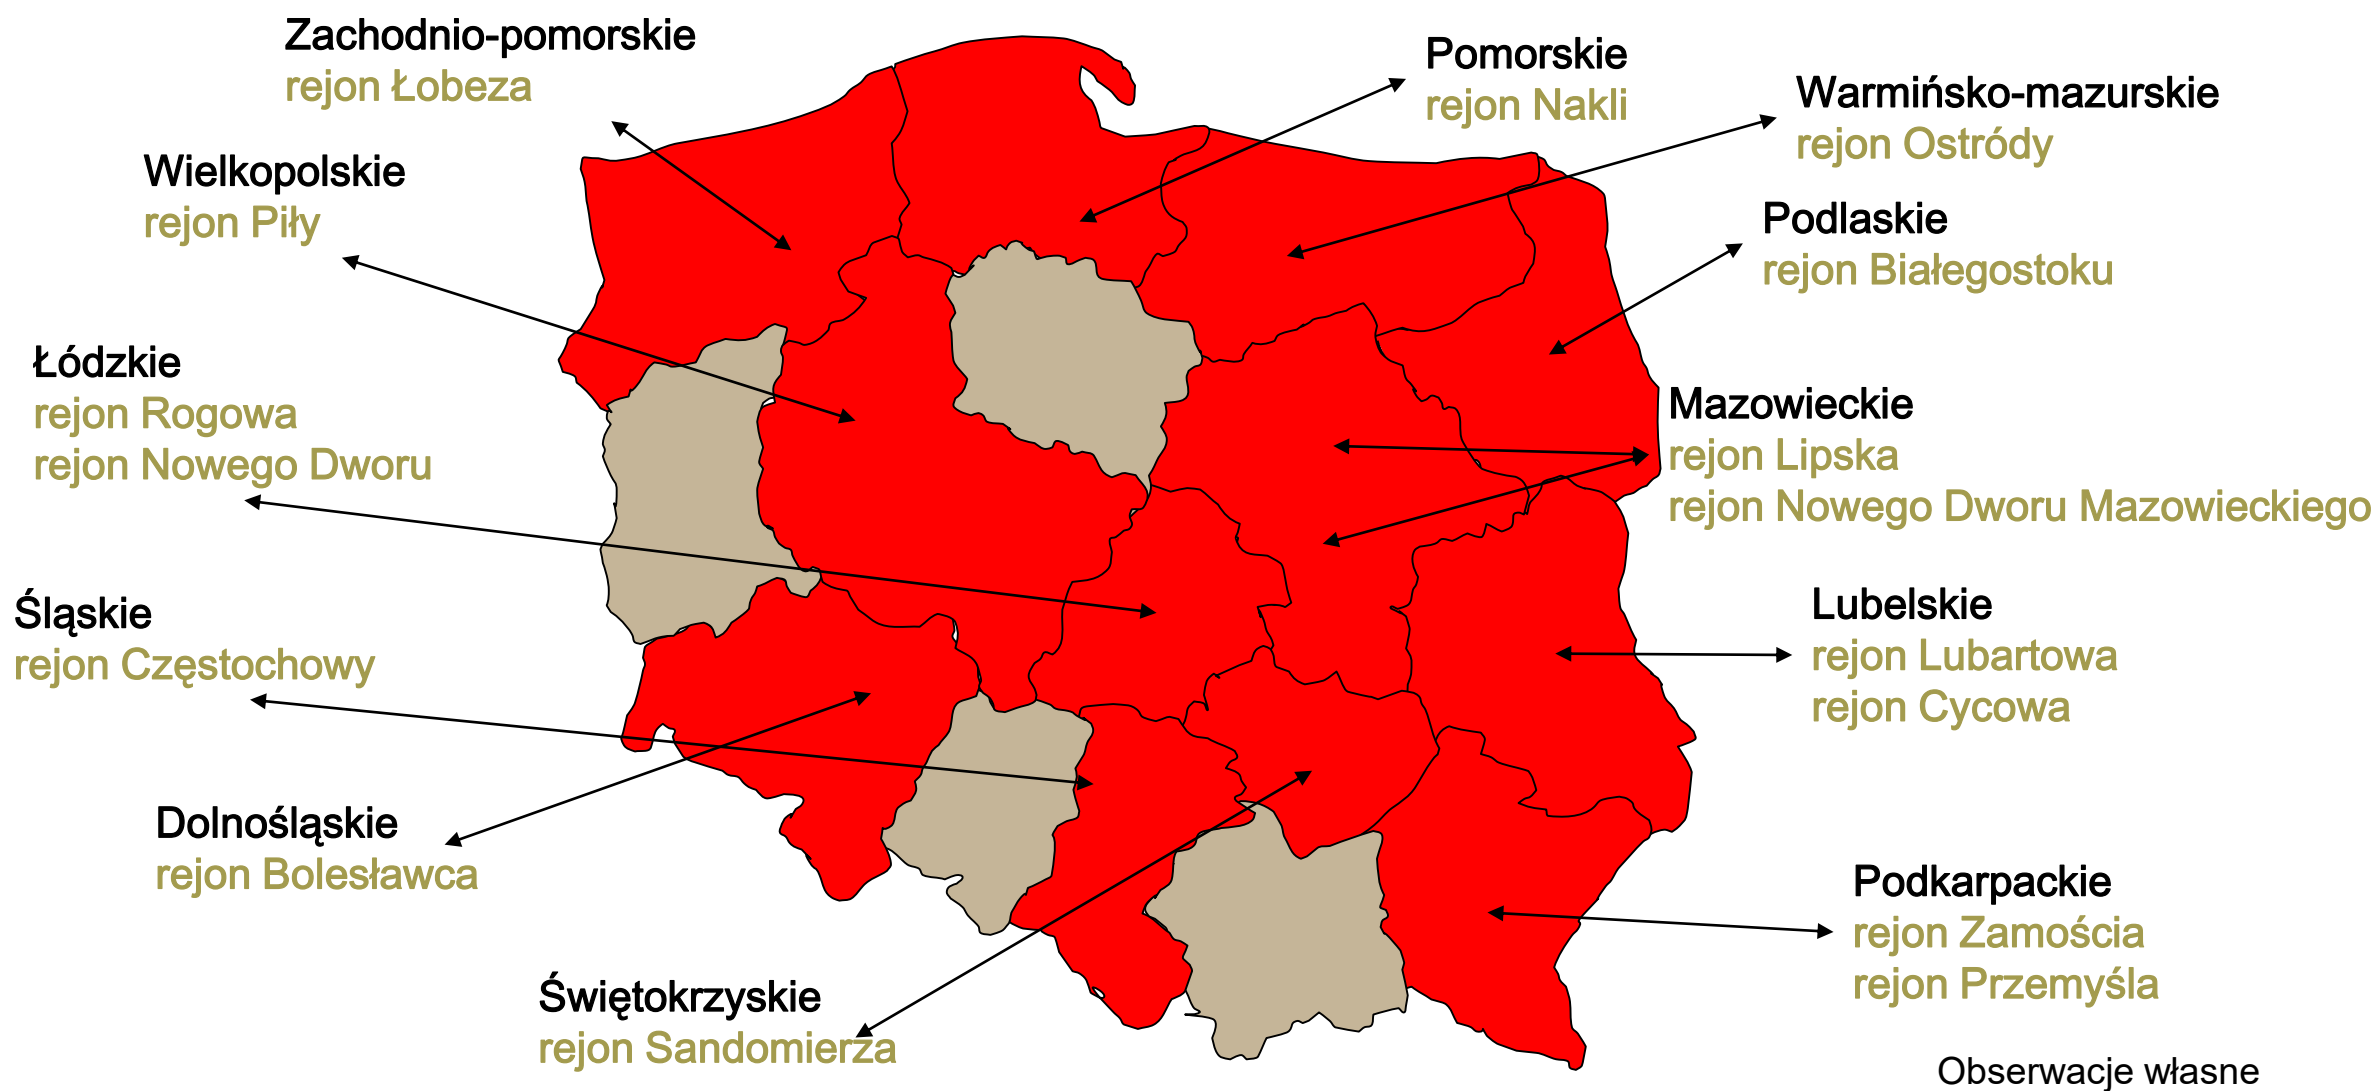 Zachodnio-pomorskie
rejon Łobeza
Pomorskie
rejon Nakli
Warmińsko-mazurskie
rejon Ostródy
Wielkopolskie
rejon Piły
Podlaskie
rejon Białegostoku
Łódzkie
rejon Rogowa
rejon Nowego Dworu
Mazowieckie
rejon Lipska
rejon Nowego Dworu Mazowieckiego
Śląskie
rejon Częstochowy
Lubelskie
rejon Lubartowa
rejon Cycowa
Dolnośląskie
rejon Bolesławca
Podkarpackie
rejon Zamościa
rejon Przemyśla
Świętokrzyskie
rejon Sandomierza
Obserwacje własne